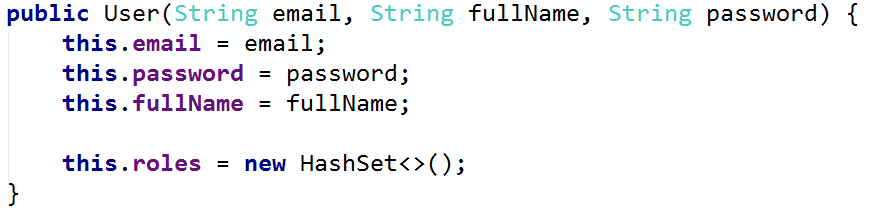 public User(String email, String fullName, String password) {
    this.email = email;
    this.password = password;
    this.fullName = fullName;

    this.roles = new HashSet<>();
}